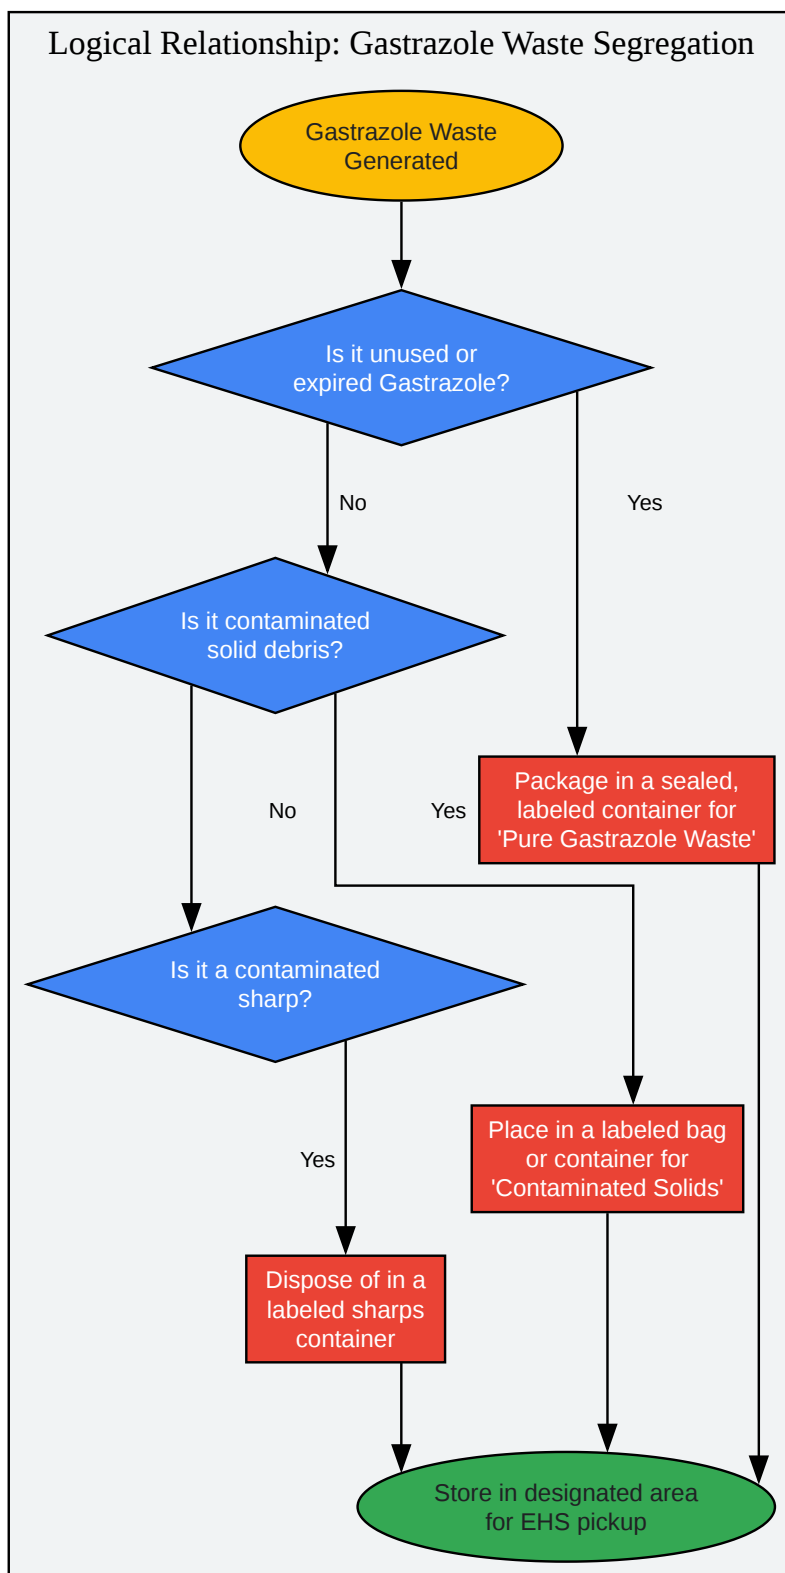 Logical Relationship: Gastrazole Waste Segregation
Gastrazole Waste
Generated
Is it unused or
expired Gastrazole?
No
Yes
Is it contaminated
solid debris?
No
Yes
Package in a sealed,
labeled container for
'Pure Gastrazole Waste'
Is it a contaminated
sharp?
Yes
Place in a labeled bag
or container for
'Contaminated Solids'
Dispose of in a
labeled sharps
container
Store in designated area
for EHS pickup